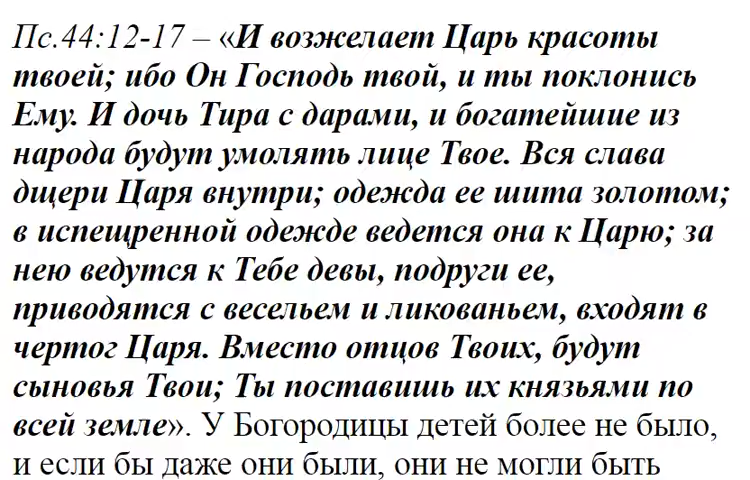 Пс.44:12-17 – «И возжелает Царь красоты
твоей; ибо Он Господь твой, и ты поклонись
Ему. И дочь Тира с дарами, и богатейшие из
народа будут умолять лице Твое. Вся слава
дщери Царя внутри; одежда ее шита золотом;
в испещренной одежде ведется она к Царю; за
нею ведутся к Тебе девы, подруги ее,
приводятся с весельем и ликованьем, входят в
чертог Царя. Вместо отцов Твоих, будут
сыновья Твои; Ты поставишь их князьями по
всей земле». У Богородицы детей более не было,
и если бы даже они были, они не могли быть